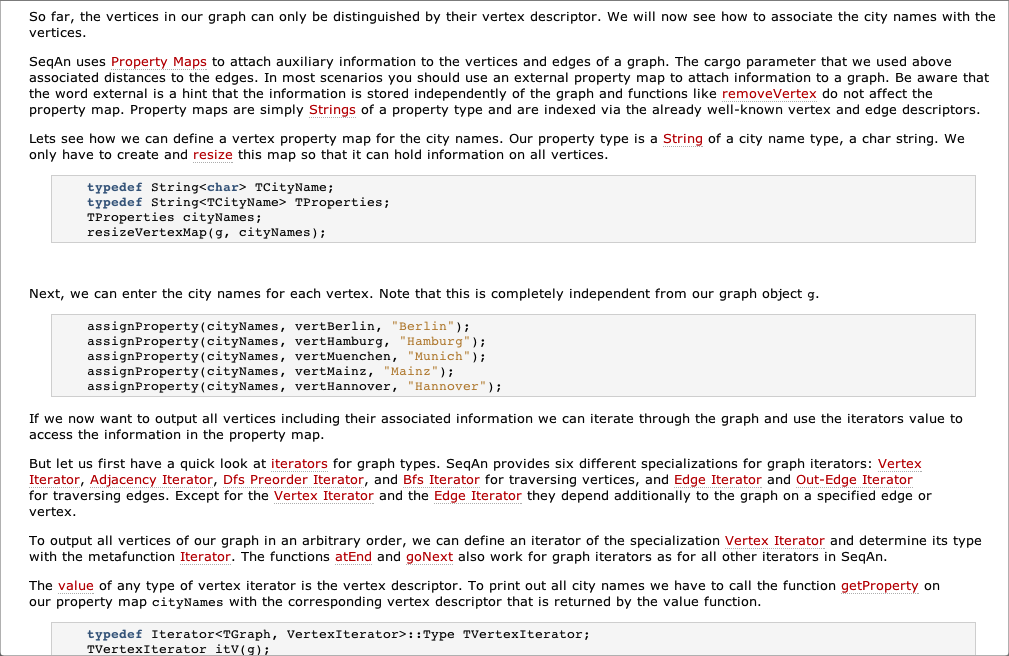 So far, the vertices in our graph can only be distinguished by their vertex descriptor. We will now see how to associate the city names with the
vertices.
SeqAn uses Property Maps to attach auxiliary information to the vertices and edges of a graph. The cargo parameter that we used above
associated distances to the edges. In most scenarios you should use an external property map to attach information to a graph. Be aware that
the word external is a hint that the information is stored independently of the graph and functions like removeVertex do not affect the
property map. Property maps are simply Strings of a property type and are indexed via the already well-known vertex and edge descriptors.
Lets see how we can define a vertex property map for the city names. Our property type is a String of a city name type, a char string. We
only have to create and resize this map so that it can hold information on all vertices.
typedef String<char> TCityName;
typedef String<TCityName> TProperties;
TProperties cityNames;
resizeVertexMap(g, cityNames);
Next, we can enter the city names for each vertex. Note that this is completely independent from our graph object g.
assignProperty(cityNames, vertBerlin, "Berlin");
assignProperty(cityNames, vertHamburg, "Hamburg");
assignProperty(cityNames, vertMuenchen, "Munich");
assignProperty(cityNames, vertMainz, "Mainz");
assignProperty(cityNames, vertHannover, "Hannover");
If we now want to output all vertices including their associated information we can iterate through the graph and use the iterators value to
access the information in the property map.
But let us first have a quick look at iterators for graph types. SeqAn provides six different specializations for graph iterators: Vertex
Iterator, Adjacency Iterator, Dfs Preorder Iterator, and Bfs Iterator for traversing vertices, and Edge Iterator and Out-Edge Iterator
for traversing edges. Except for the Vertex Iterator and the Edge Iterator they depend additionally to the graph on a specified edge or
vertex.
To output all vertices of our graph in an arbitrary order, we can define an iterator of the specialization Vertex Iterator and determine its type
with the metafunction Iterator. The functions atEnd and goNext also work for graph iterators as for all other iterators in SeqAn.
The value of any type of vertex iterator is the vertex descriptor. To print out all city names we have to call the function getProperty on
our property map cityNames with the corresponding vertex descriptor that is returned by the value function.
typedef Iterator<TGraph, VertexIterator>::Type TVertexIterator;
TVertexIterator itV(g);